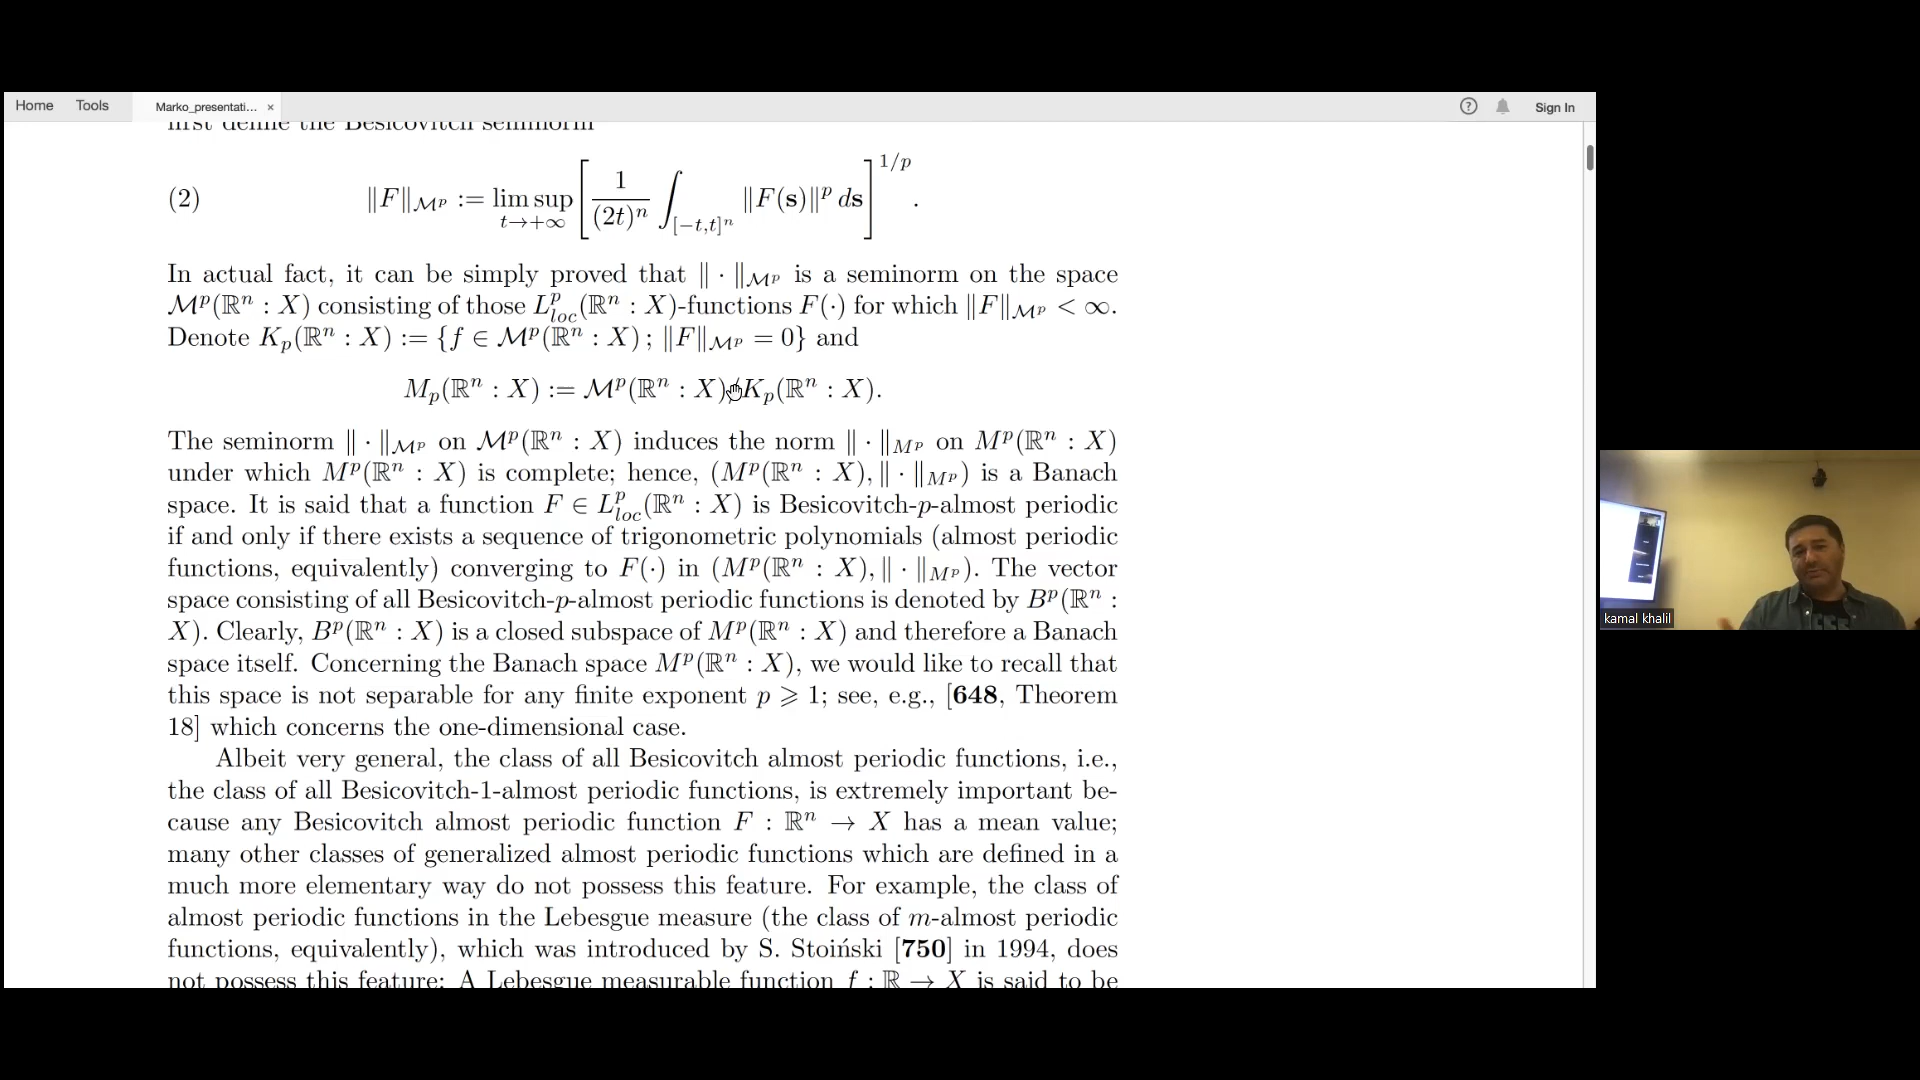 Home Tools Marko_presentati... × Sign In
first define the Besicovitch seminorm
(2) ‖F‖_{ℳ^p} := lim sup_{t→+∞} [ 1/(2t)^n ∫_{[−t,t]^n} ‖F(s)‖^p ds ]^{1/p} .
In actual fact, it can be simply proved that ‖ · ‖_{ℳ^p} is a seminorm on the space
ℳ^p(ℝ^n : X) consisting of those L^p_{loc}(ℝ^n : X)-functions F(·) for which ‖F‖_{ℳ^p} < ∞.
Denote K_p(ℝ^n : X) := {f ∈ ℳ^p(ℝ^n : X) ; ‖F‖_{ℳ^p} = 0} and
M_p(ℝ^n : X) := ℳ^p(ℝ^n : X)/K_p(ℝ^n : X).
The seminorm ‖ · ‖_{ℳ^p} on ℳ^p(ℝ^n : X) induces the norm ‖ · ‖_{M^p} on M^p(ℝ^n : X)
under which M^p(ℝ^n : X) is complete; hence, (M^p(ℝ^n : X), ‖ · ‖_{M^p}) is a Banach
space. It is said that a function F ∈ L^p_{loc}(ℝ^n : X) is Besicovitch-p-almost periodic
if and only if there exists a sequence of trigonometric polynomials (almost periodic
functions, equivalently) converging to F(·) in (M^p(ℝ^n : X), ‖ · ‖_{M^p}). The vector
space consisting of all Besicovitch-p-almost periodic functions is denoted by B^p(ℝ^n :
X). Clearly, B^p(ℝ^n : X) is a closed subspace of M^p(ℝ^n : X) and therefore a Banach
space itself. Concerning the Banach space M^p(ℝ^n : X), we would like to recall that
this space is not separable for any finite exponent p ⩾ 1; see, e.g., [648, Theorem
18] which concerns the one-dimensional case.
Albeit very general, the class of all Besicovitch almost periodic functions, i.e.,
the class of all Besicovitch-1-almost periodic functions, is extremely important be-
cause any Besicovitch almost periodic function F : ℝ^n → X has a mean value;
many other classes of generalized almost periodic functions which are defined in a
much more elementary way do not possess this feature. For example, the class of
almost periodic functions in the Lebesgue measure (the class of m-almost periodic
functions, equivalently), which was introduced by S. Stoiński [750] in 1994, does
not possess this feature: A Lebesgue measurable function f : ℝ → X is said to be
kamal khalil